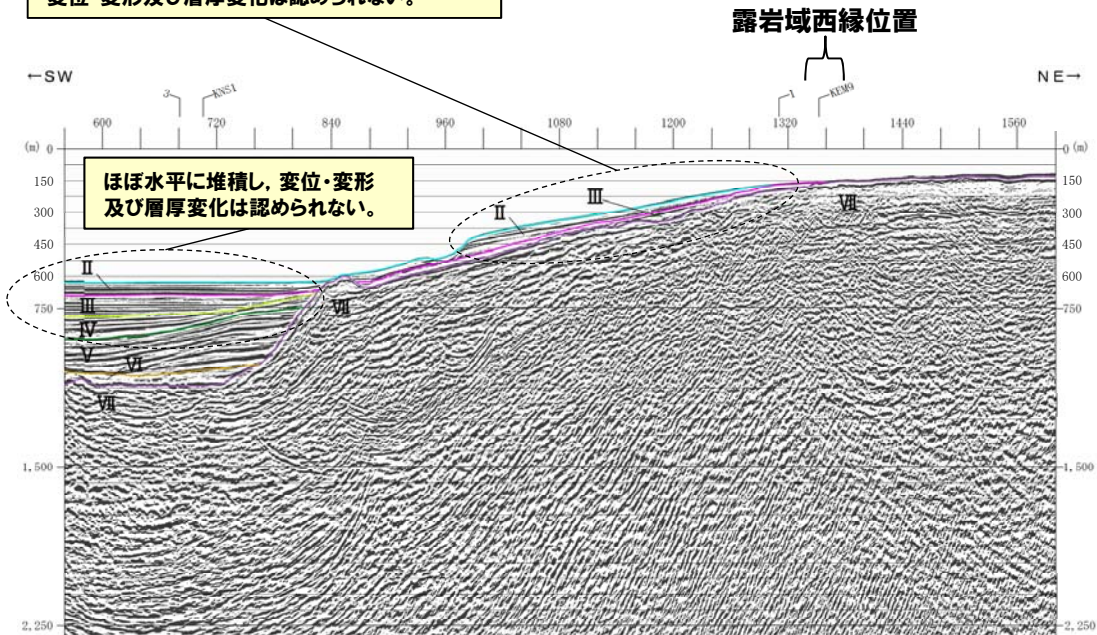 変位・変形及び層厚変化は認められない。
露岩域西縁位置
←SW
NE→
3
KNS1
1
KEM9
600 720 840 960 1080 1200 1320 1440 1560
(m) 0
0 (m)
ほぼ水平に堆積し，変位・変形
及び層厚変化は認められない。
150
150
Ⅲ
Ⅶ
300
300
Ⅱ
450
450
Ⅱ
600
600
Ⅲ
Ⅶ
750
750
Ⅳ
Ⅴ
Ⅵ
Ⅶ
1,500
1,500
2,250
2,250